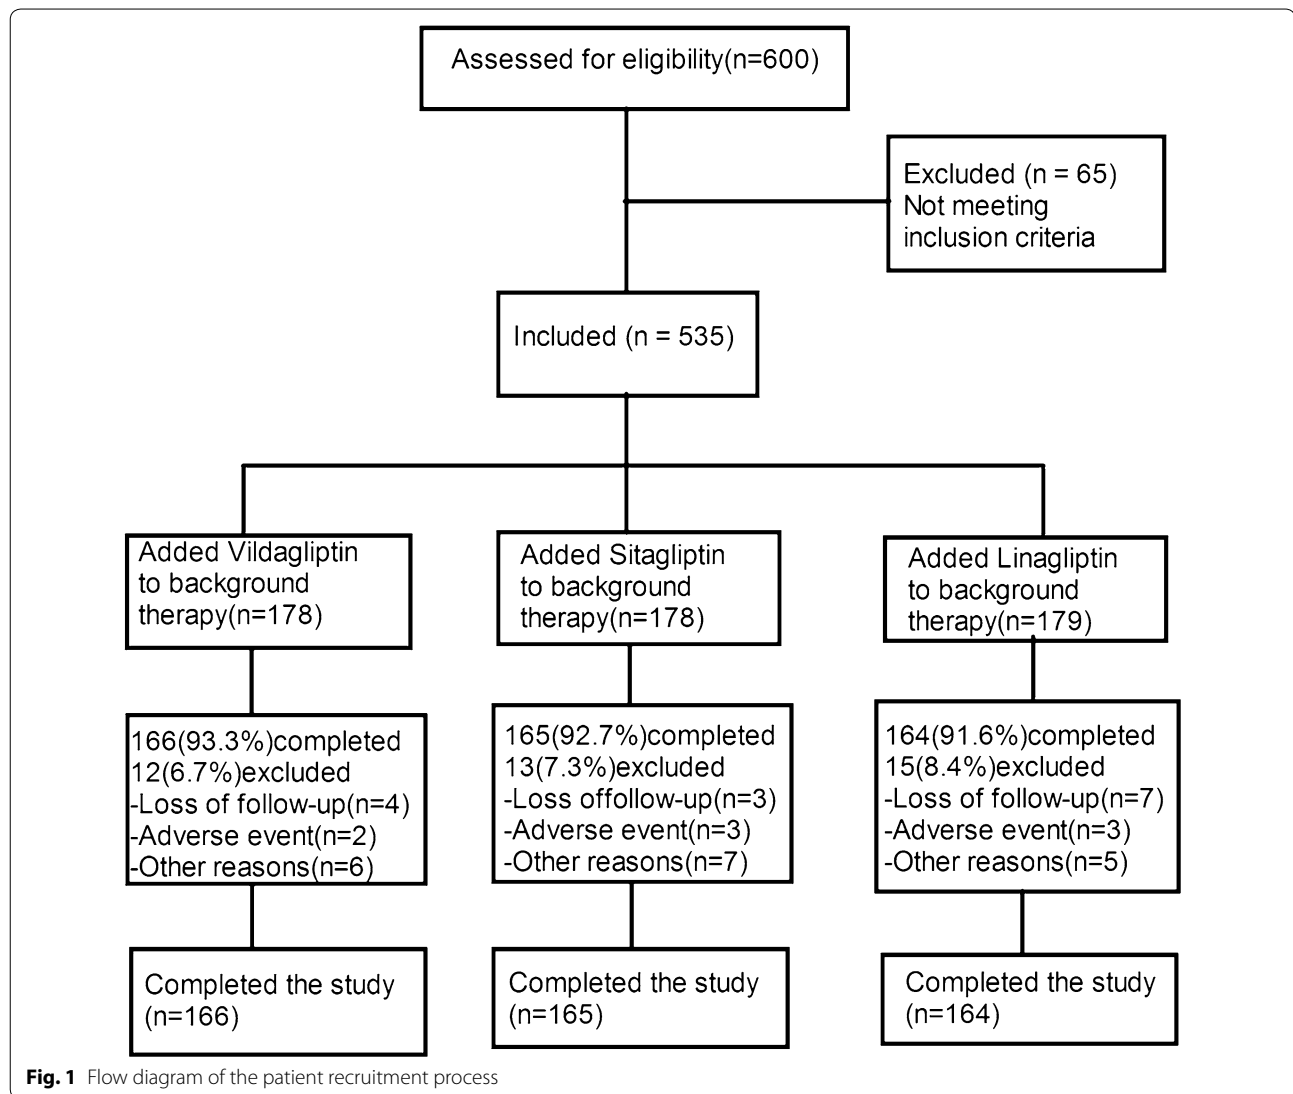 Assessed for eligibility(n=600)
Excluded (n = 65)
Not meeting
inclusion criteria
Included (n = 535)
Added Vildagliptin
to background
therapy(n=178)
Added Sitagliptin
to background
therapy(n=178)
Added Linagliptin
to background
therapy(n=179)
166(93.3%)completed
12(6.7%)excluded
-Loss of follow-up(n=4)
-Adverse event(n=2)
-Other reasons(n=6)
165(92.7%)completed
13(7.3%)excluded
-Loss offollow-up(n=3)
-Adverse event(n=3)
-Other reasons(n=7)
164(91.6%)completed
15(8.4%)excluded
-Loss of follow-up(n=7)
-Adverse event(n=3)
-Other reasons(n=5)
Completed the study
(n=166)
Completed the study
(n=165)
Completed the study
(n=164)
Fig. 1 Flow diagram of the patient recruitment process